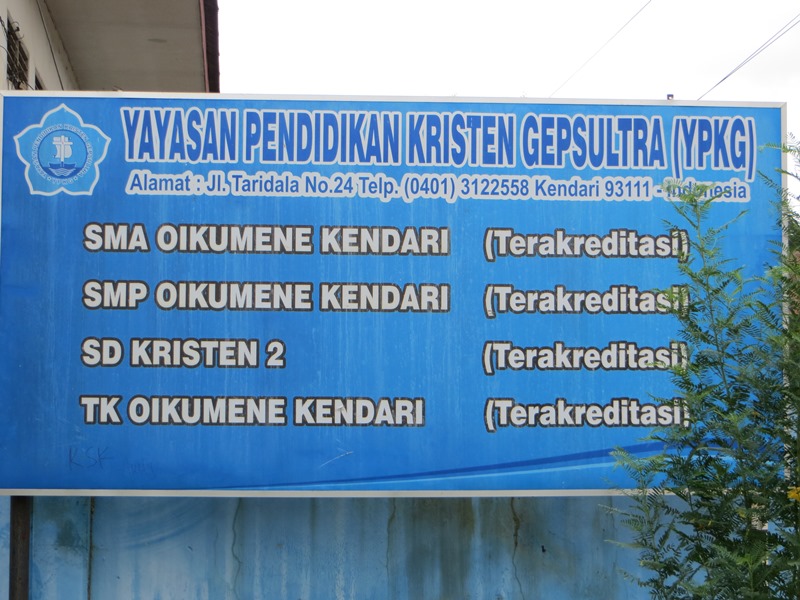 YAYASAN PENDIDIKAN KRISTEN GEPSULTRA (YPKG)
Alamat : Jl. Taridala No.24 Telp. (0401) 3122558 Kendari 93111 - Indonesia
SMA OIKUMENE KENDARI (Terakreditasi)
SMP OIKUMENE KENDARI (Terakreditasi)
SD KRISTEN 2 (Terakreditasi)
TK OIKUMENE KENDARI (Terakreditasi)
KSK